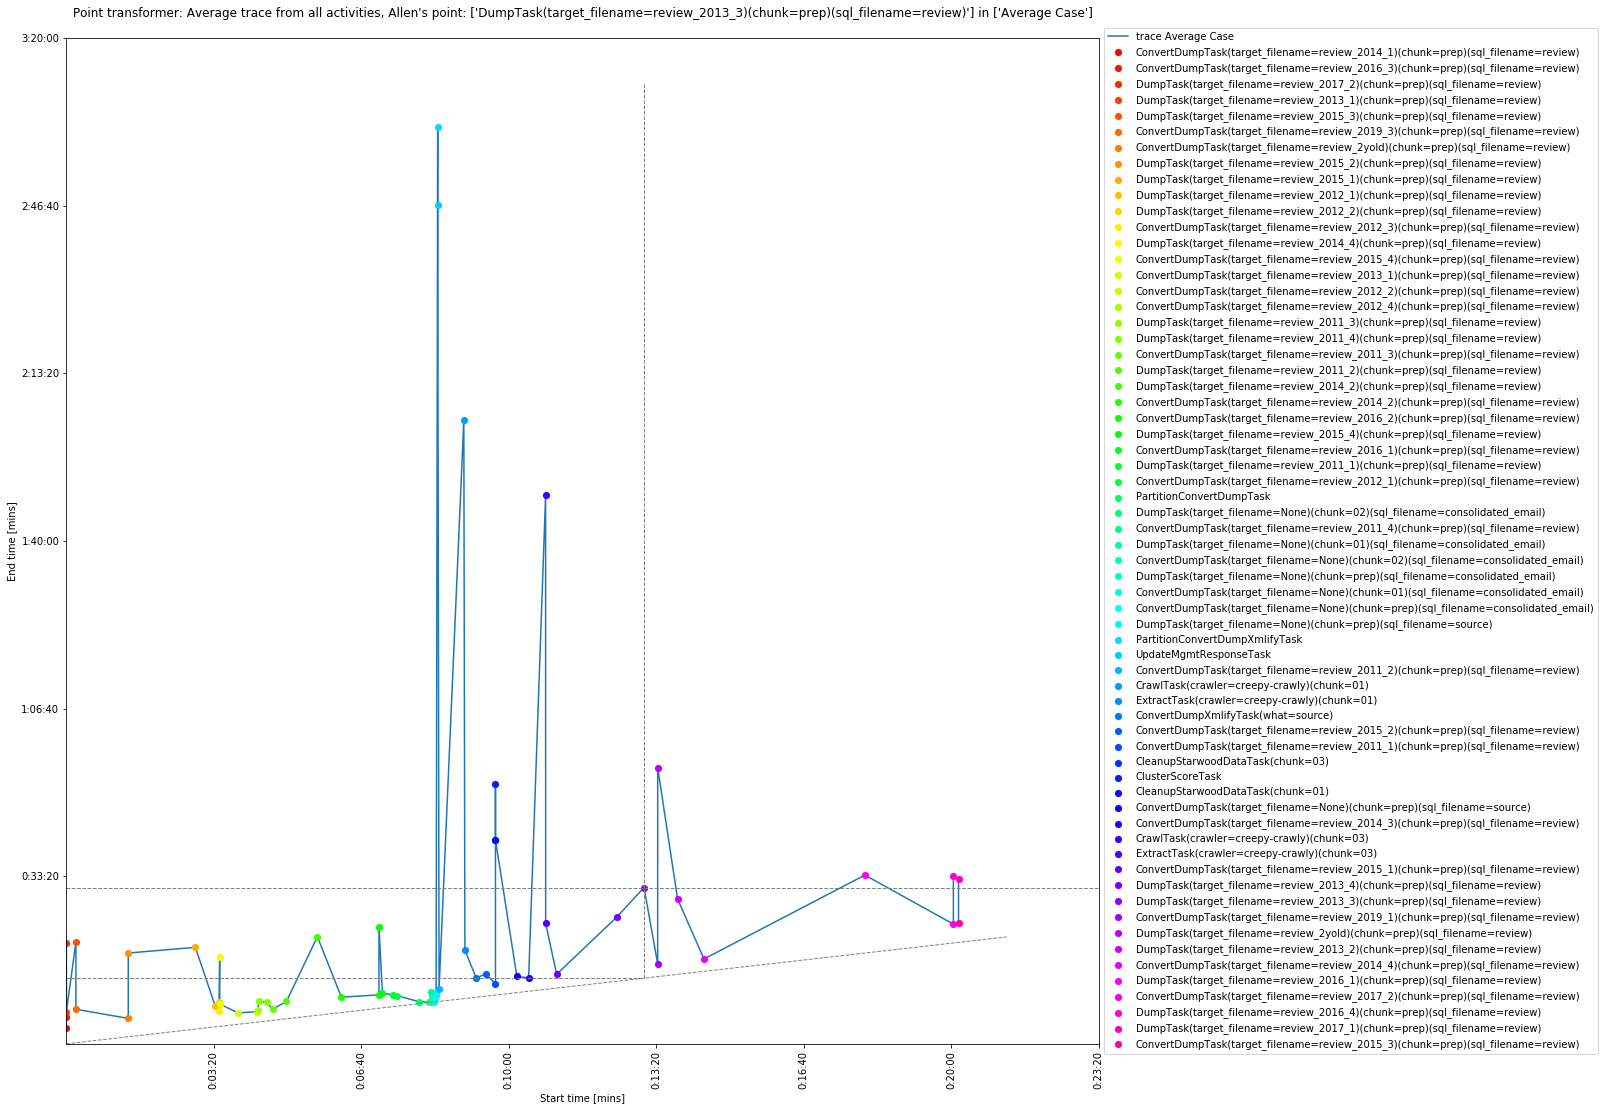 Point transformer: Average trace from all activities, Allen's point: ['DumpTask(target_filename=review_2013_3)(chunk=prep)(sql_filename=review)'] in ['Average Case']
3:20:00
2:46:40
2:13:20
1:40:00
1:06:40
0:33:20
End time [mins]
0:03:20
0:06:40
0:10:00
0:13:20
0:16:40
0:20:00
0:23:20
Start time [mins]
trace Average Case
ConvertDumpTask(target_filename=review_2014_1)(chunk=prep)(sql_filename=review)
ConvertDumpTask(target_filename=review_2016_3)(chunk=prep)(sql_filename=review)
DumpTask(target_filename=review_2017_2)(chunk=prep)(sql_filename=review)
DumpTask(target_filename=review_2013_1)(chunk=prep)(sql_filename=review)
DumpTask(target_filename=review_2015_3)(chunk=prep)(sql_filename=review)
ConvertDumpTask(target_filename=review_2019_3)(chunk=prep)(sql_filename=review)
ConvertDumpTask(target_filename=review_2yold)(chunk=prep)(sql_filename=review)
DumpTask(target_filename=review_2015_2)(chunk=prep)(sql_filename=review)
DumpTask(target_filename=review_2015_1)(chunk=prep)(sql_filename=review)
DumpTask(target_filename=review_2012_1)(chunk=prep)(sql_filename=review)
DumpTask(target_filename=review_2012_2)(chunk=prep)(sql_filename=review)
ConvertDumpTask(target_filename=review_2012_3)(chunk=prep)(sql_filename=review)
DumpTask(target_filename=review_2014_4)(chunk=prep)(sql_filename=review)
ConvertDumpTask(target_filename=review_2015_4)(chunk=prep)(sql_filename=review)
ConvertDumpTask(target_filename=review_2013_1)(chunk=prep)(sql_filename=review)
ConvertDumpTask(target_filename=review_2012_2)(chunk=prep)(sql_filename=review)
ConvertDumpTask(target_filename=review_2012_4)(chunk=prep)(sql_filename=review)
DumpTask(target_filename=review_2011_3)(chunk=prep)(sql_filename=review)
DumpTask(target_filename=review_2011_4)(chunk=prep)(sql_filename=review)
ConvertDumpTask(target_filename=review_2011_3)(chunk=prep)(sql_filename=review)
DumpTask(target_filename=review_2011_2)(chunk=prep)(sql_filename=review)
DumpTask(target_filename=review_2014_2)(chunk=prep)(sql_filename=review)
ConvertDumpTask(target_filename=review_2014_2)(chunk=prep)(sql_filename=review)
ConvertDumpTask(target_filename=review_2016_2)(chunk=prep)(sql_filename=review)
DumpTask(target_filename=review_2015_4)(chunk=prep)(sql_filename=review)
ConvertDumpTask(target_filename=review_2016_1)(chunk=prep)(sql_filename=review)
DumpTask(target_filename=review_2011_1)(chunk=prep)(sql_filename=review)
ConvertDumpTask(target_filename=review_2012_1)(chunk=prep)(sql_filename=review)
PartitionConvertDumpTask
DumpTask(target_filename=None)(chunk=02)(sql_filename=consolidated_email)
ConvertDumpTask(target_filename=review_2011_4)(chunk=prep)(sql_filename=review)
DumpTask(target_filename=None)(chunk=01)(sql_filename=consolidated_email)
ConvertDumpTask(target_filename=None)(chunk=02)(sql_filename=consolidated_email)
DumpTask(target_filename=None)(chunk=prep)(sql_filename=consolidated_email)
ConvertDumpTask(target_filename=None)(chunk=01)(sql_filename=consolidated_email)
ConvertDumpTask(target_filename=None)(chunk=prep)(sql_filename=consolidated_email)
DumpTask(target_filename=None)(chunk=prep)(sql_filename=source)
PartitionConvertDumpXmlifyTask
UpdateMgmtResponseTask
ConvertDumpTask(target_filename=review_2011_2)(chunk=prep)(sql_filename=review)
CrawlTask(crawler=creepy-crawly)(chunk=01)
ExtractTask(crawler=creepy-crawly)(chunk=01)
ConvertDumpXmlifyTask(what=source)
ConvertDumpTask(target_filename=review_2015_2)(chunk=prep)(sql_filename=review)
ConvertDumpTask(target_filename=review_2011_1)(chunk=prep)(sql_filename=review)
CleanupStarwoodDataTask(chunk=03)
ClusterScoreTask
CleanupStarwoodDataTask(chunk=01)
ConvertDumpTask(target_filename=None)(chunk=prep)(sql_filename=source)
ConvertDumpTask(target_filename=review_2014_3)(chunk=prep)(sql_filename=review)
CrawlTask(crawler=creepy-crawly)(chunk=03)
ExtractTask(crawler=creepy-crawly)(chunk=03)
ConvertDumpTask(target_filename=review_2015_1)(chunk=prep)(sql_filename=review)
DumpTask(target_filename=review_2013_4)(chunk=prep)(sql_filename=review)
DumpTask(target_filename=review_2013_3)(chunk=prep)(sql_filename=review)
ConvertDumpTask(target_filename=review_2019_1)(chunk=prep)(sql_filename=review)
DumpTask(target_filename=review_2yold)(chunk=prep)(sql_filename=review)
DumpTask(target_filename=review_2013_2)(chunk=prep)(sql_filename=review)
ConvertDumpTask(target_filename=review_2014_4)(chunk=prep)(sql_filename=review)
DumpTask(target_filename=review_2016_1)(chunk=prep)(sql_filename=review)
ConvertDumpTask(target_filename=review_2017_2)(chunk=prep)(sql_filename=review)
DumpTask(target_filename=review_2016_4)(chunk=prep)(sql_filename=review)
DumpTask(target_filename=review_2017_1)(chunk=prep)(sql_filename=review)
ConvertDumpTask(target_filename=review_2015_3)(chunk=prep)(sql_filename=review)